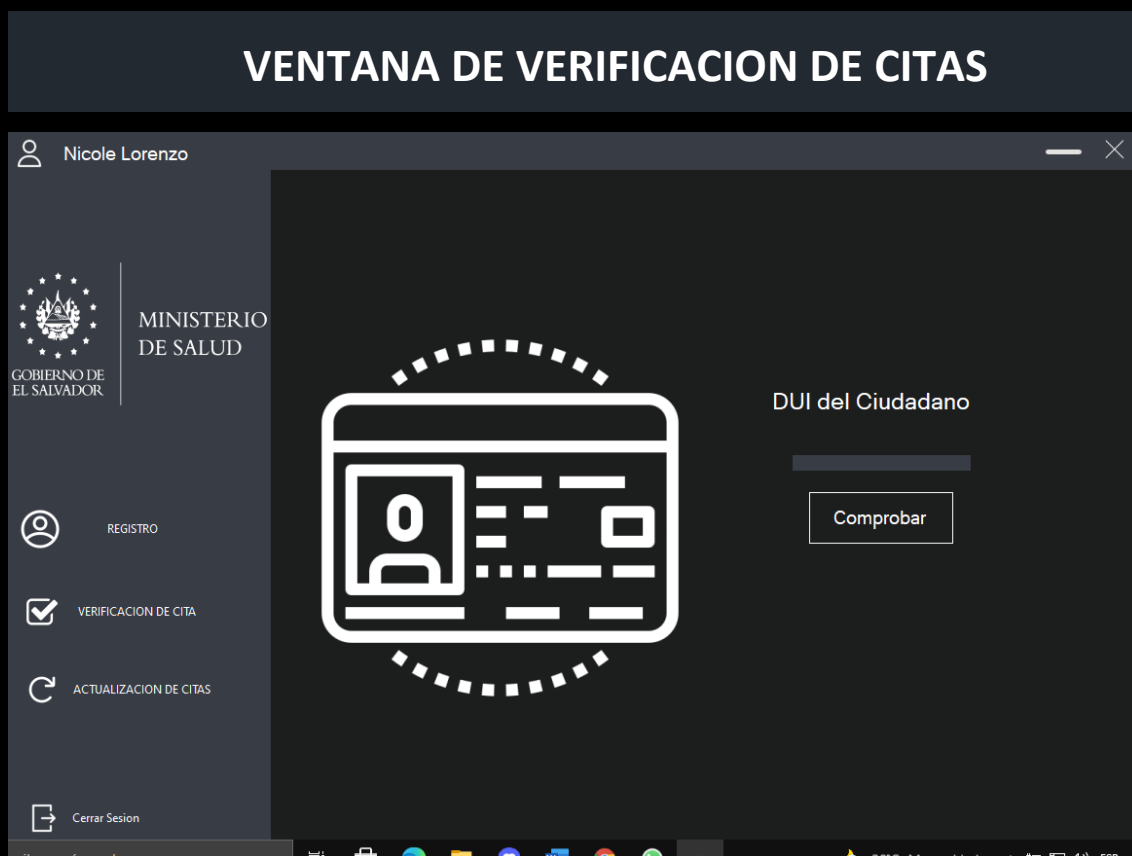 VENTANA DE VERIFICACION DE CITAS
Nicole Lorenzo
GOBIERNO DE
EL SALVADOR
MINISTERIO
DE SALUD
REGISTRO
VERIFICACION DE CITA
ACTUALIZACION DE CITAS
Cerrar Sesion
DUI del Ciudadano
Comprobar
ESP